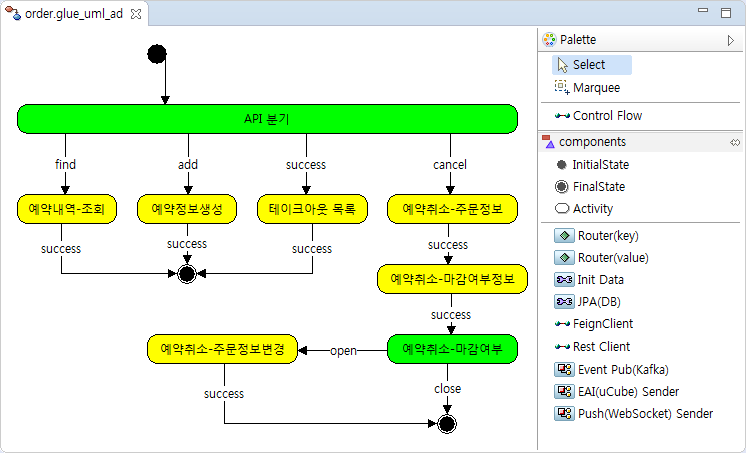 order.glue_uml_ad
API 분기
find
add
success
cancel
예약내역-조회
예약정보생성
테이크아웃 목록
예약취소-주문정보
success
success
success
success
예약취소-마감여부정보
success
예약취소-주문정보변경
open
예약취소-마감여부
success
close
Palette
Select
Marquee
Control Flow
components
InitialState
FinalState
Activity
Router(key)
Router(value)
Init Data
JPA(DB)
FeignClient
Rest Client
Event Pub(Kafka)
EAI(uCube) Sender
Push(WebSocket) Sender